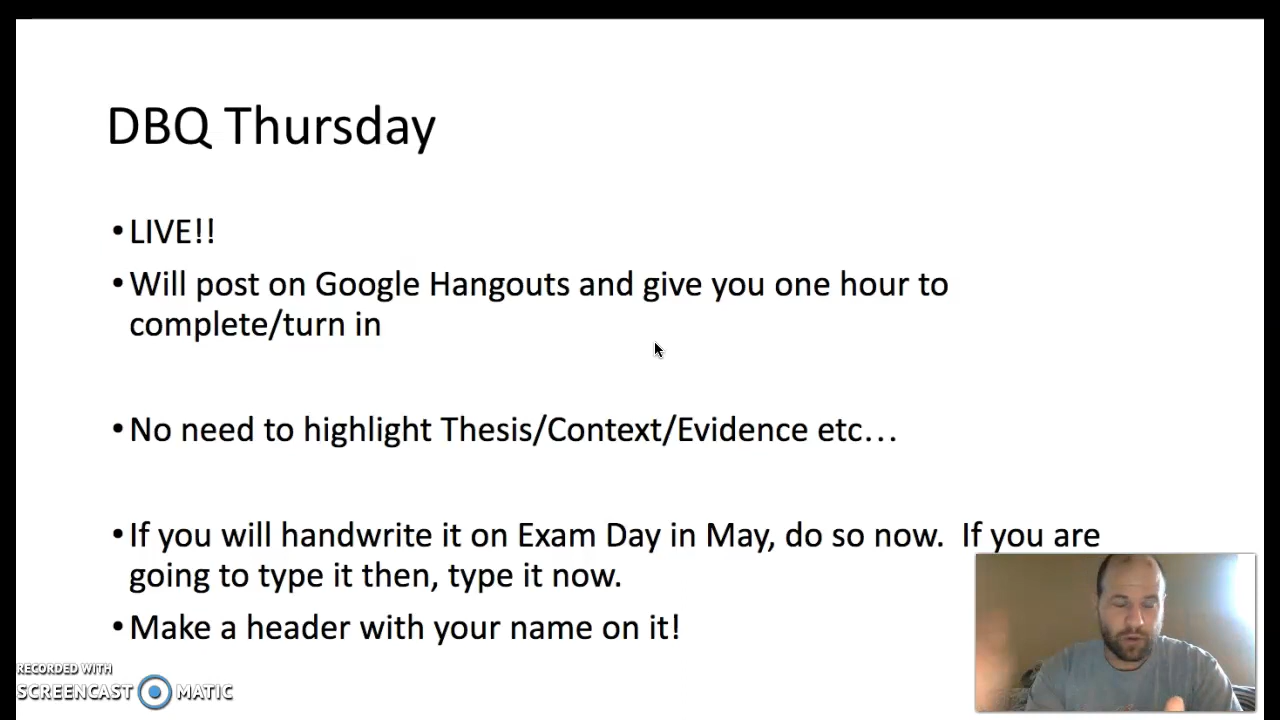 DBQ Thursday
•LIVE!!
•Will post on Google Hangouts and give you one hour to
complete/turn in
•No need to highlight Thesis/Context/Evidence etc…
•If you will handwrite it on Exam Day in May, do so now.  If you are
going to type it then, type it now.
•Make a header with your name on it!
RECORDED WITH
SCREENCAST MATIC